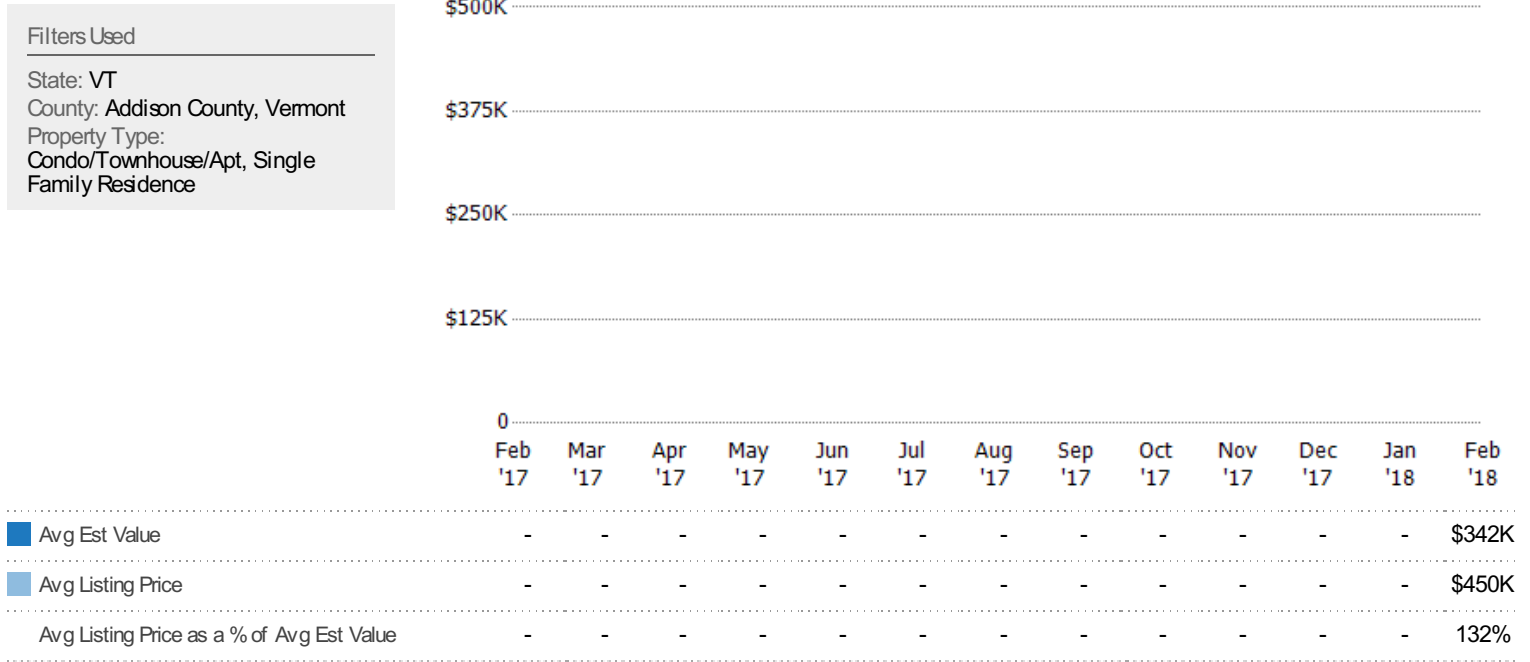 Filters Used
State: VT
County: Addison County, Vermont
Property Type:
Condo/Townhouse/Apt, Single
Family Residence
$500K
$375K
$250K
$125K
0
Feb Mar Apr May Jun Jul Aug Sep Oct Nov Dec Jan Feb
'17 '17 '17 '17 '17 '17 '17 '17 '17 '17 '17 '18 '18
Avg Est Value - - - - - - - - - - - - $342K
Avg Listing Price - - - - - - - - - - - - $450K
Avg Listing Price as a % of Avg Est Value - - - - - - - - - - - - 132%